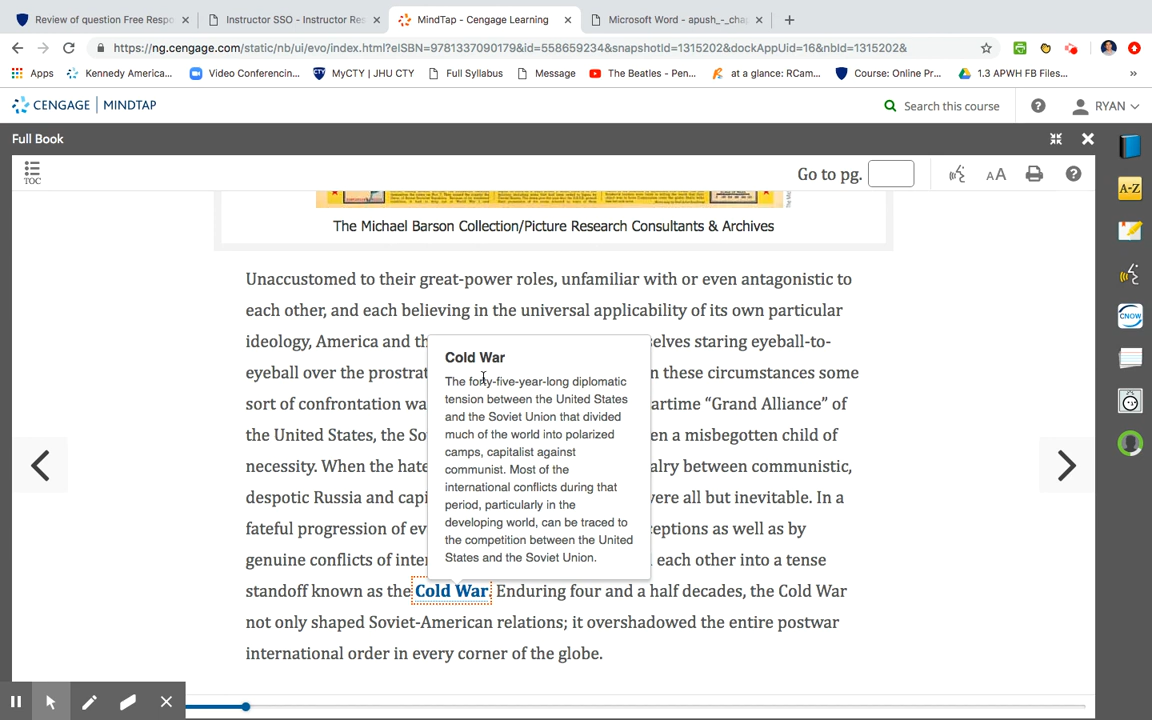 Review of question Free Respo
Instructor SSO - Instructor Res
MindTap - Cengage Learning
Microsoft Word - apush_-_chap
https://ng.cengage.com/static/nb/ui/evo/index.html?eISBN=9781337090179&id=558659234&snapshotId=1315202&dockAppUid=16&nbId=1315202&
Apps
Kennedy America...
Video Conferencin...
MyCTY | JHU CTY
Full Syllabus
Message
The Beatles - Pen...
at a glance: RCam...
Course: Online Pr...
1.3 APWH FB Files...
CENGAGE | MINDTAP
Search this course
RYAN
Full Book
TOC
Go to pg.
AA
A-Z
CNOW
The Michael Barson Collection/Picture Research Consultants & Archives
Unaccustomed to their great-power roles, unfamiliar with or even antagonistic to
each other, and each believing in the universal applicability of its own particular
ideology, America and th
selves staring eyeball-to-
eyeball over the prostrat
n these circumstances some
sort of confrontation wa
artime “Grand Alliance” of
the United States, the So
en a misbegotten child of
necessity. When the hate
alry between communistic,
despotic Russia and capi
vere all but inevitable. In a
fateful progression of ev
ceptions as well as by
genuine conflicts of inter
each other into a tense
standoff known as the Cold War. Enduring four and a half decades, the Cold War
not only shaped Soviet-American relations; it overshadowed the entire postwar
international order in every corner of the globe.
Cold War
The forty-five-year-long diplomatic
tension between the United States
and the Soviet Union that divided
much of the world into polarized
camps, capitalist against
communist. Most of the
international conflicts during that
period, particularly in the
developing world, can be traced to
the competition between the United
States and the Soviet Union.